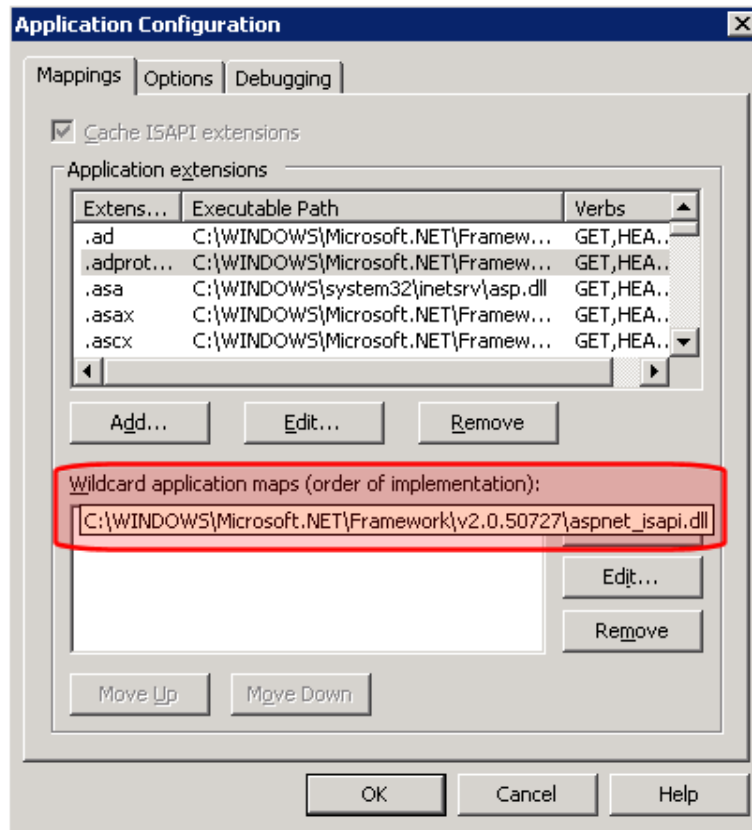 Application Configuration
Mappings Options Debugging
Cache ISAPI extensions
Application extensions
Extens... Executable Path Verbs
.ad C:\WINDOWS\Microsoft.NET\Framew... GET,HEA..
.adprot... C:\WINDOWS\Microsoft.NET\Framew... GET,HEA..
.asa C:\WINDOWS\system32\inetsrv\asp.dll GET,HEA..
.asax C:\WINDOWS\Microsoft.NET\Framew... GET,HEA..
.ascx C:\WINDOWS\Microsoft.NET\Framew... GET,HEA..
Add... Edit... Remove
Wildcard application maps (order of implementation):
C:\WINDOWS\Microsoft.NET\Framework\v2.0.50727\aspnet_isapi.dll
Edit...
Remove
Move Up Move Down
OK Cancel Help